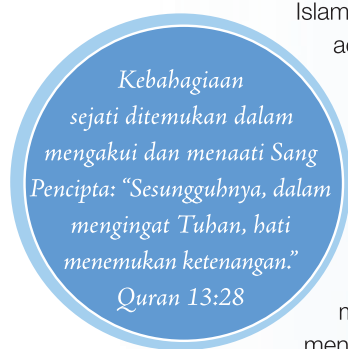 Islam
Kebahagiaan
sejati ditemukan dalam
mengakui dan menaati Sang
Pencipta: “Sesungguhnya, dalam
mengingat Tuhan, hati
menemukan ketenangan.”
Quran 13:28